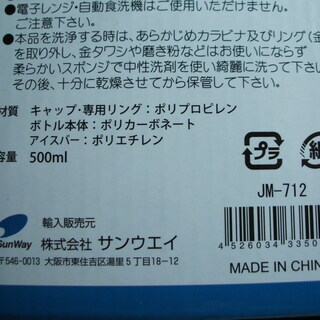 ●電子レンジ・自動食洗機はご使用になれませ
ご注意下さい。
●本品を洗浄する時は、あらかじめカラビナ及びリング(金
を取り外し、金タワシや磨き粉などはお使いにならず
柔らかいスポンジで中性洗剤を使い綺麗に洗って下
その後、十分に乾燥させてから保管して下さい。
材質 キャップ・専用リング：ポリプロピレン
ボトル本体：ポリカーボネート
アイスバー：ポリエチレン
容量 500ml
プラ
JM-712
SunWay
輸入販売元
株式会社 サンウエイ
〒546-0013 大阪市東住吉区湯里5丁目18-12
4 526034 3350
MADE IN CHIN